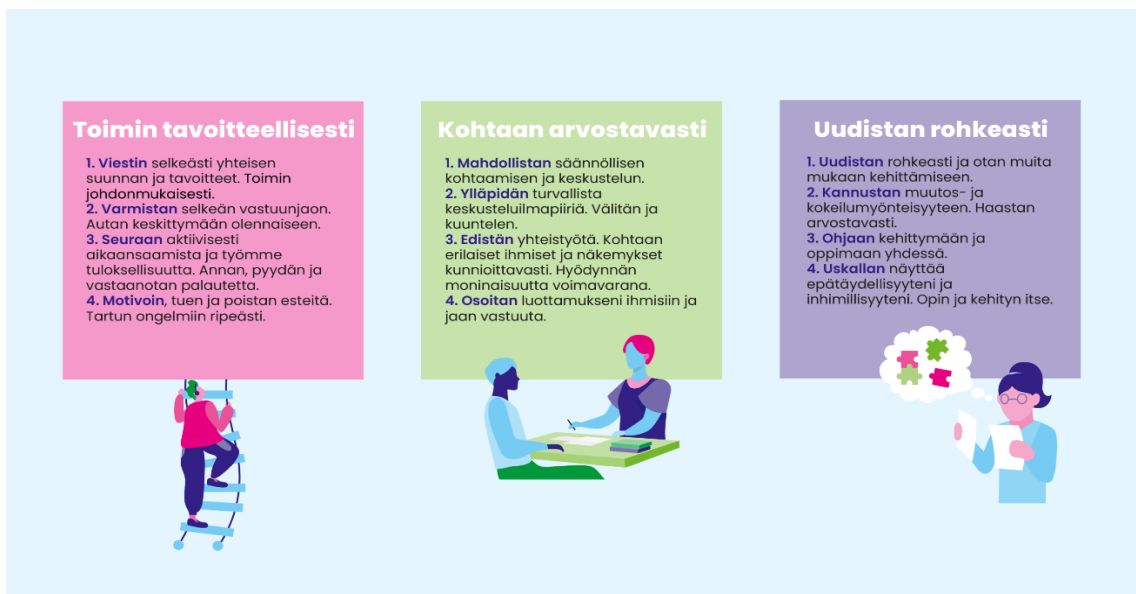 Toimin tavoitteellisesti
1. Viestin selkeästi yhteisen
suunnan ja tavoitteet. Toimin
johdonmukaisesti.
2. Varmistan selkeän vastuunjaon.
Autan keskittymään olennaiseen.
3. Seuraan aktiivisesti
aikaansaamista ja työmme
tuloksellisuutta. Annan, pyydän ja
vastaanotan palautetta.
4. Motivoin, tuen ja poistan esteitä.
Tartun ongelmiin ripeästi.
Kohtaan arvostavasti
1. Mahdollistan säännöllisen
kohtaamisen ja keskustelun.
2. Ylläpidän turvallista
keskusteluilmapiiriä. Välitän ja
kuuntelen.
3. Edistän yhteistyötä. Kohtaan
erilaiset ihmiset ja näkemykset
kunnioittavasti. Hyödynnän
moninaisuutta voimavarana.
4. Osoitan luottamukseni ihmisiin ja
jaan vastuuta.
Uudistan rohkeasti
1. Uudistan rohkeasti ja otan muita
mukaan kehittämiseen.
2. Kannustan muutos- ja
kokeilumyönteisyyteen. Haastan
arvostavasti.
3. Ohjaan kehittymään ja
oppimaan yhdessä.
4. Uskallan näyttää
epätäydellisyyteni ja
inhimillisyyteni. Opin ja kehityn itse.